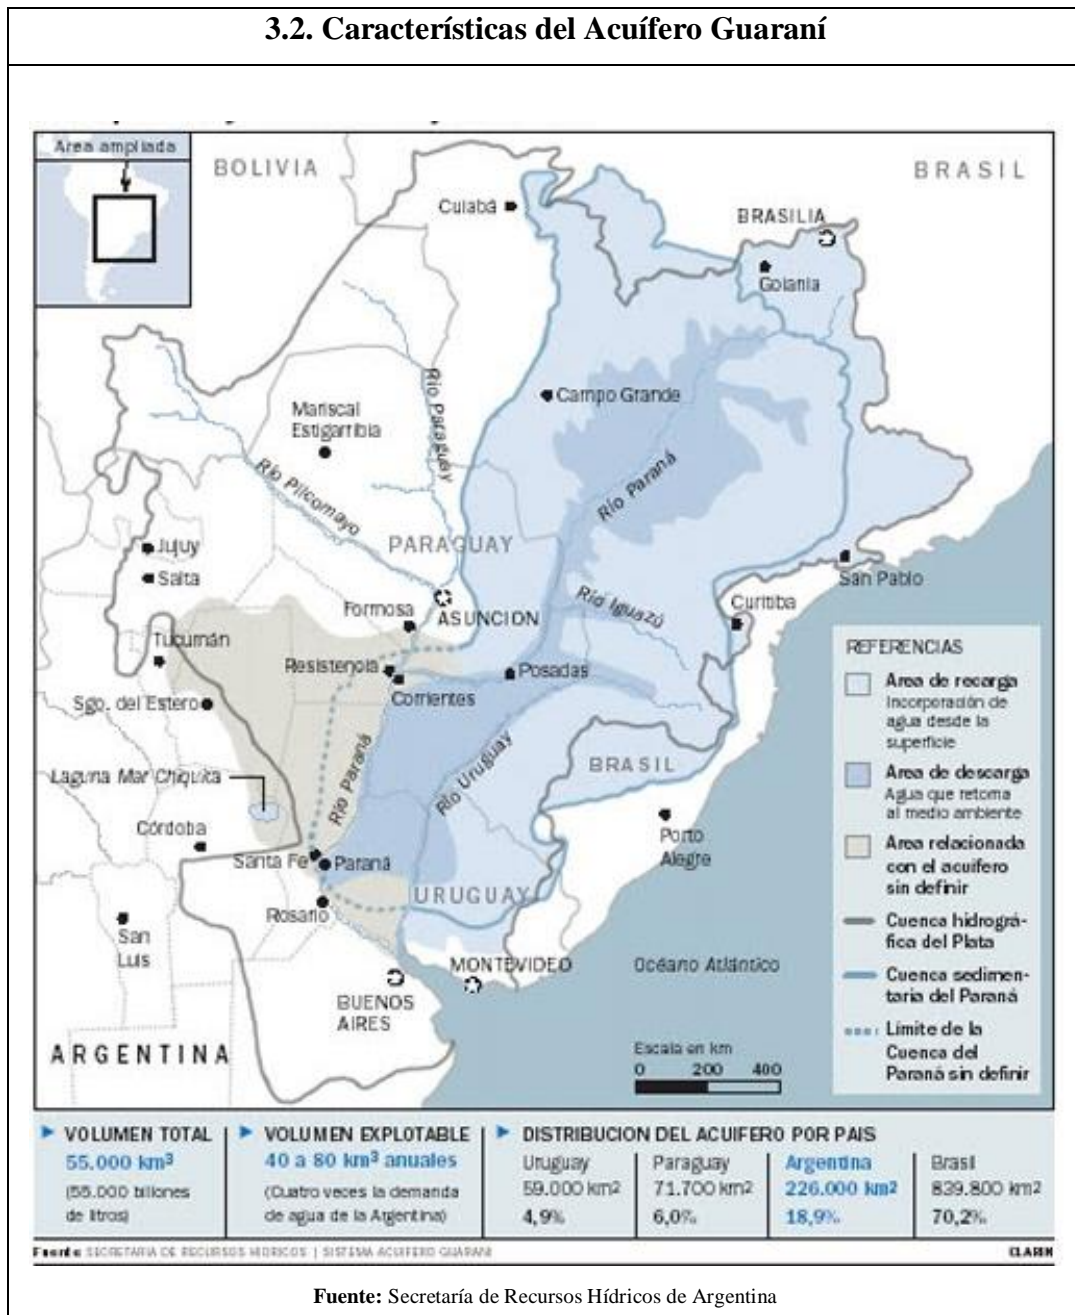 3.2. Características del Acuífero Guaraní
Area ampliada
BOLIVIA
BRASIL
Cuiabá
BRASILIA
Goiania
Campo Grande
Río Paraguay
Mariscal
Estigarribia
Río Pilcomayo
Río Paraná
PARAGUAY
Jujuy
Salta
San Pablo
Formosa
ASUNCION
Río Iguazú
Curitiba
Tucumán
Resistencia
Posadas
Corrientes
Sgo. del Estero
Río Paraná
Río Uruguay
BRASIL
Laguna Mar Chiquita
Córdoba
Porto
Alegre
Santa Fe
Paraná
URUGUAY
Rosario
San
Luis
MONTEVIDEO
Océano Atlántico
BUENOS
AIRES
ARGENTINA
Escala en km
0 200 400
REFERENCIAS
Area de recarga
Incorporación de
agua desde la
superficie
Area de descarga
Agua que retorna
al medio ambiente
Area relacionada
con el acuífero
sin definir
Cuenca hidrográ-
fica del Plata
Cuenca sedimen-
taria del Paraná
Límite de la
Cuenca del
Paraná sin definir
VOLUMEN TOTAL
55.000 km³
(55.000 billones
de litros)
VOLUMEN EXPLOTABLE
40 a 80 km³ anuales
(Cuatro veces la demanda
de agua de la Argentina)
DISTRIBUCION DEL ACUIFERO POR PAIS
Uruguay
59.000 km²
4,9%
Paraguay
71.700 km²
6,0%
Argentina
226.000 km²
18,9%
Brasil
839.800 km²
70,2%
Fuente SECRETARIA DE RECURSOS HIDRICOS | SISTEMA ACUIFERO GUARANI
CLARIN
Fuente: Secretaría de Recursos Hídricos de Argentina